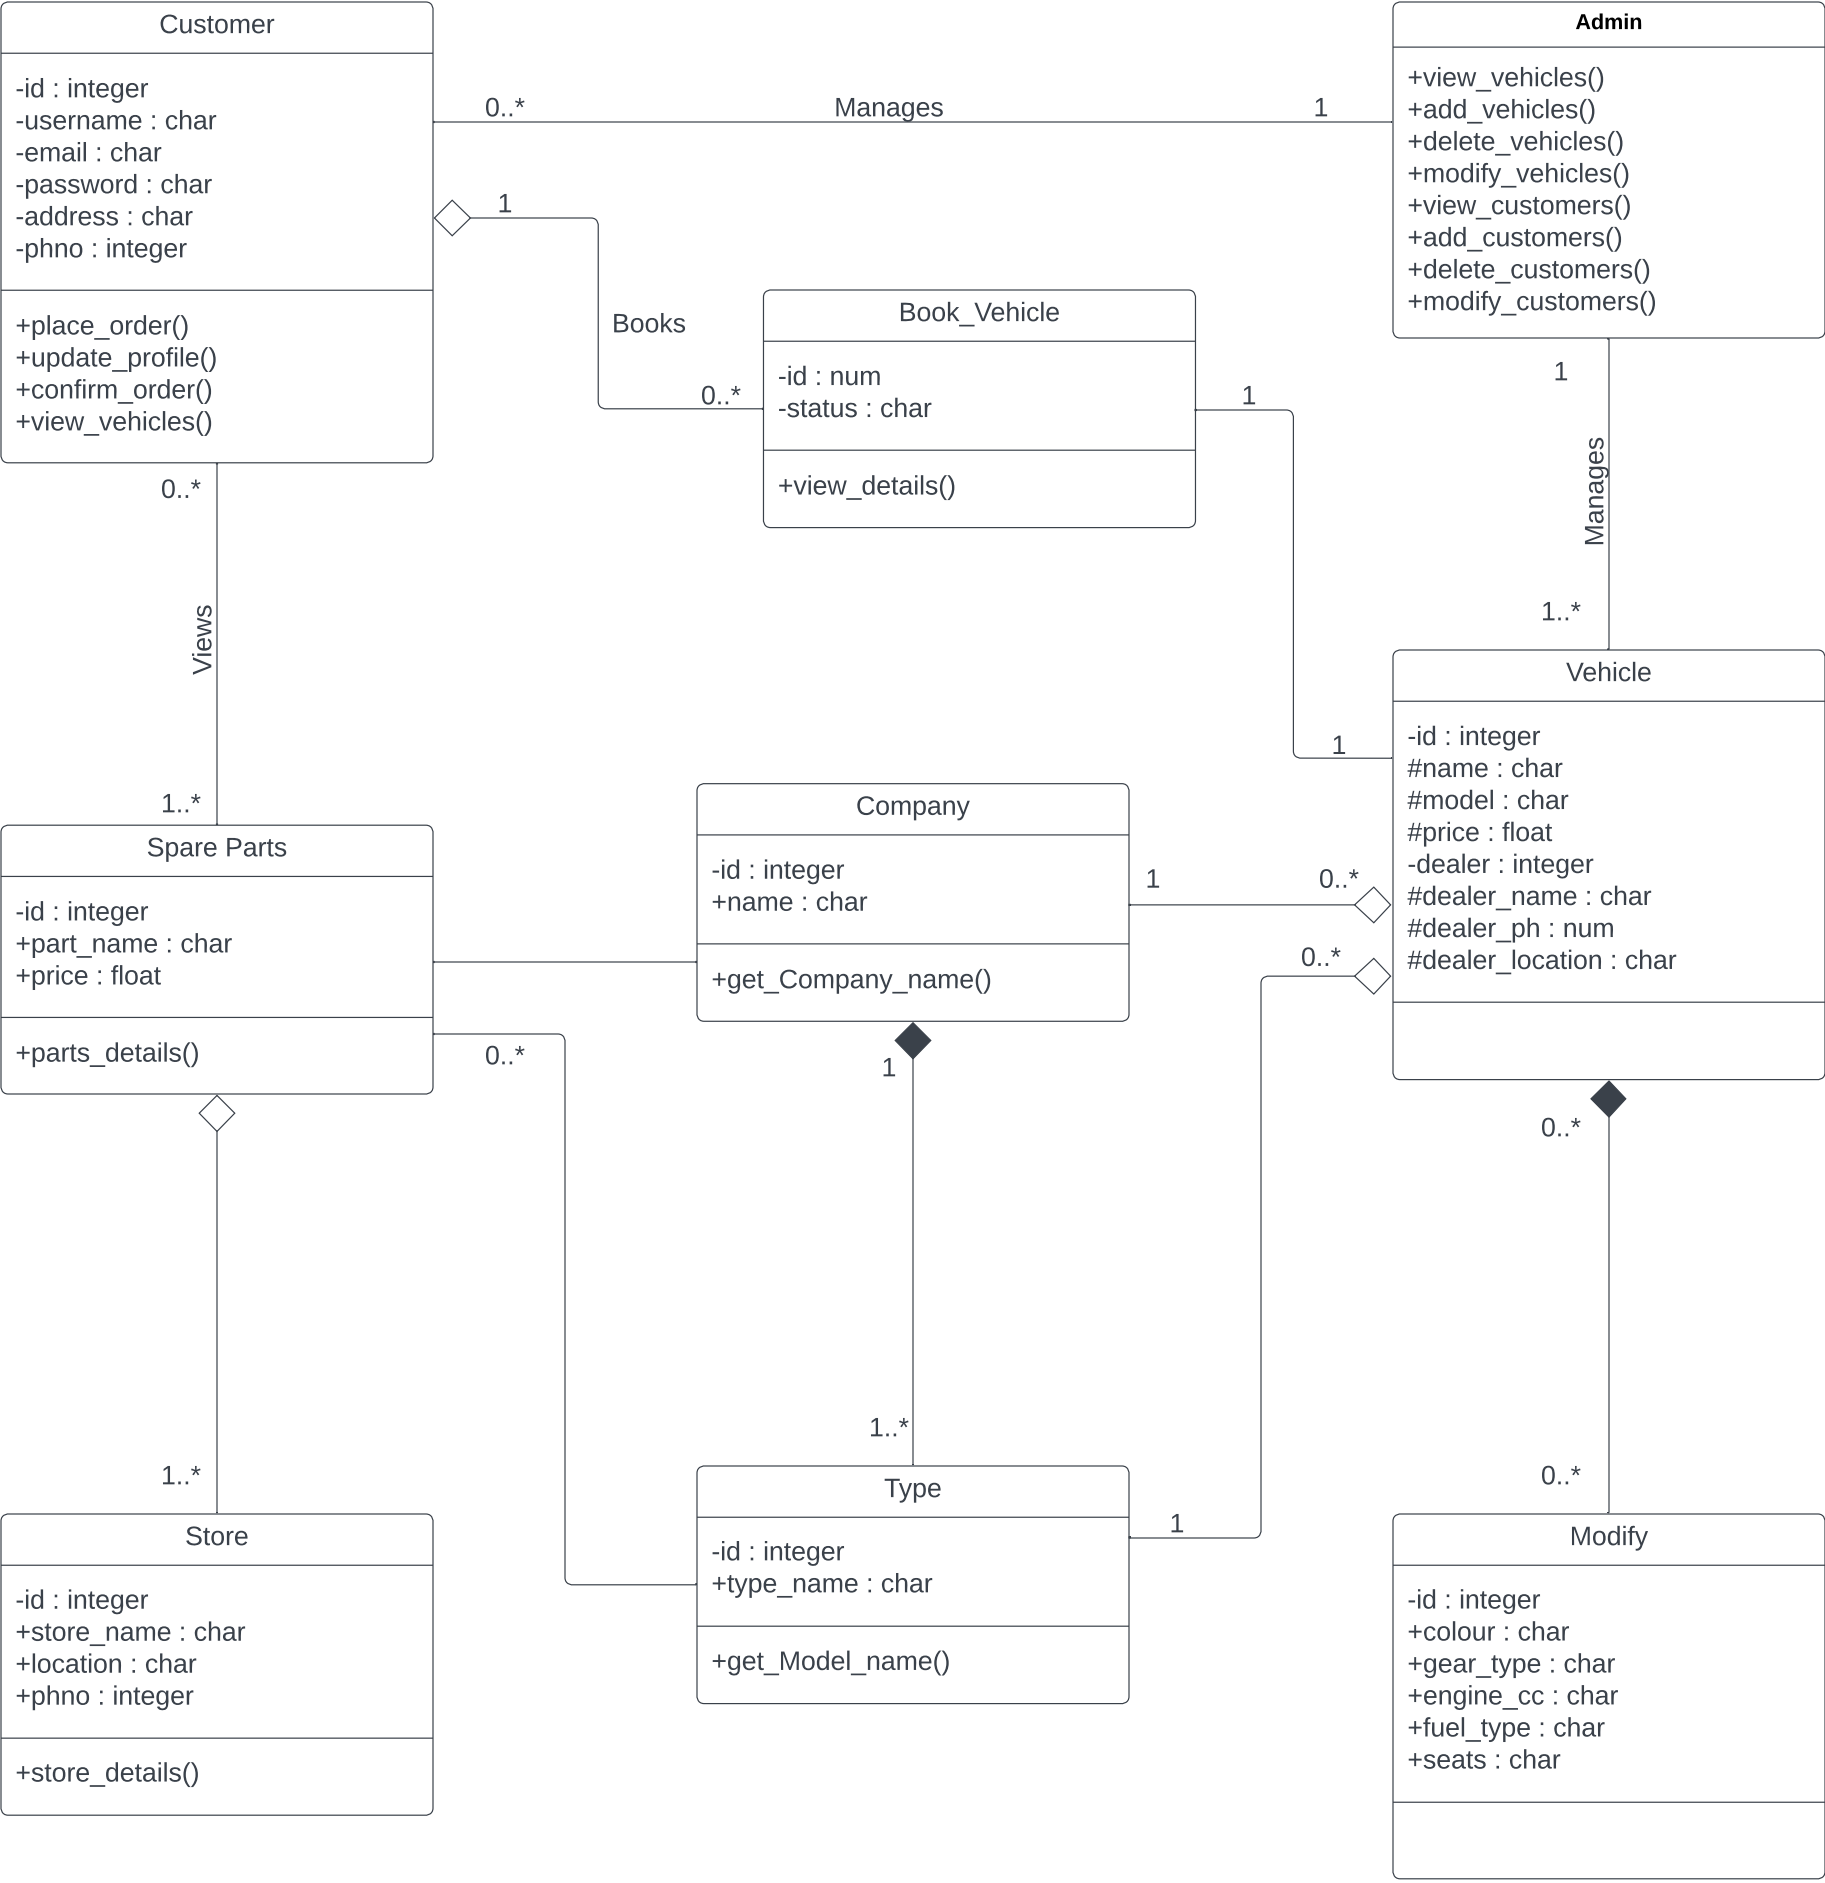 Customer
-id : integer
-username : char
-email : char
-password : char
-address : char
-phno : integer
+place_order()
+update_profile()
+confirm_order()
+view_vehicles()
0..*
Manages
1
Admin
+view_vehicles()
+add_vehicles()
+delete_vehicles()
+modify_vehicles()
+view_customers()
+add_customers()
+delete_customers()
+modify_customers()
1
Books
0..*
Book_Vehicle
-id : num
-status : char
+view_details()
1
1
1
Manages
1..*
0..*
Views
1..*
Vehicle
-id : integer
#name : char
#model : char
#price : float
-dealer : integer
#dealer_name : char
#dealer_ph : num
#dealer_location : char
Spare Parts
-id : integer
+part_name : char
+price : float
+parts_details()
Company
-id : integer
+name : char
+get_Company_name()
1
0..*
0..*
0..*
1
0..*
1..*
1..*
0..*
1
Store
-id : integer
+store_name : char
+location : char
+phno : integer
+store_details()
Type
-id : integer
+type_name : char
+get_Model_name()
Modify
-id : integer
+colour : char
+gear_type : char
+engine_cc : char
+fuel_type : char
+seats : char